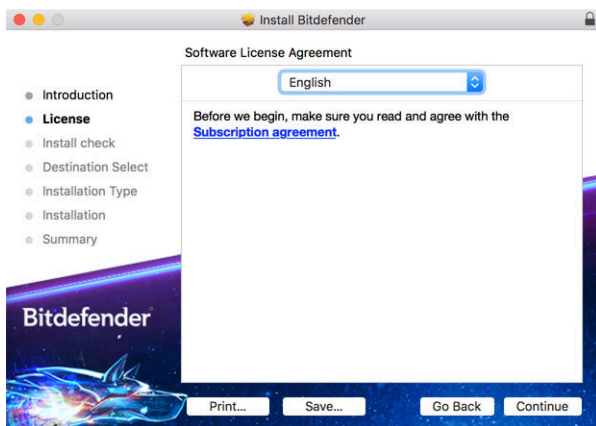 Install Bitdefender
Software License Agreement
English
Introduction
License
Install check
Destination Select
Installation Type
Installation
Summary
Before we begin, make sure you read and agree with the
Subscription agreement.
Bitdefender
Print...
Save...
Go Back
Continue